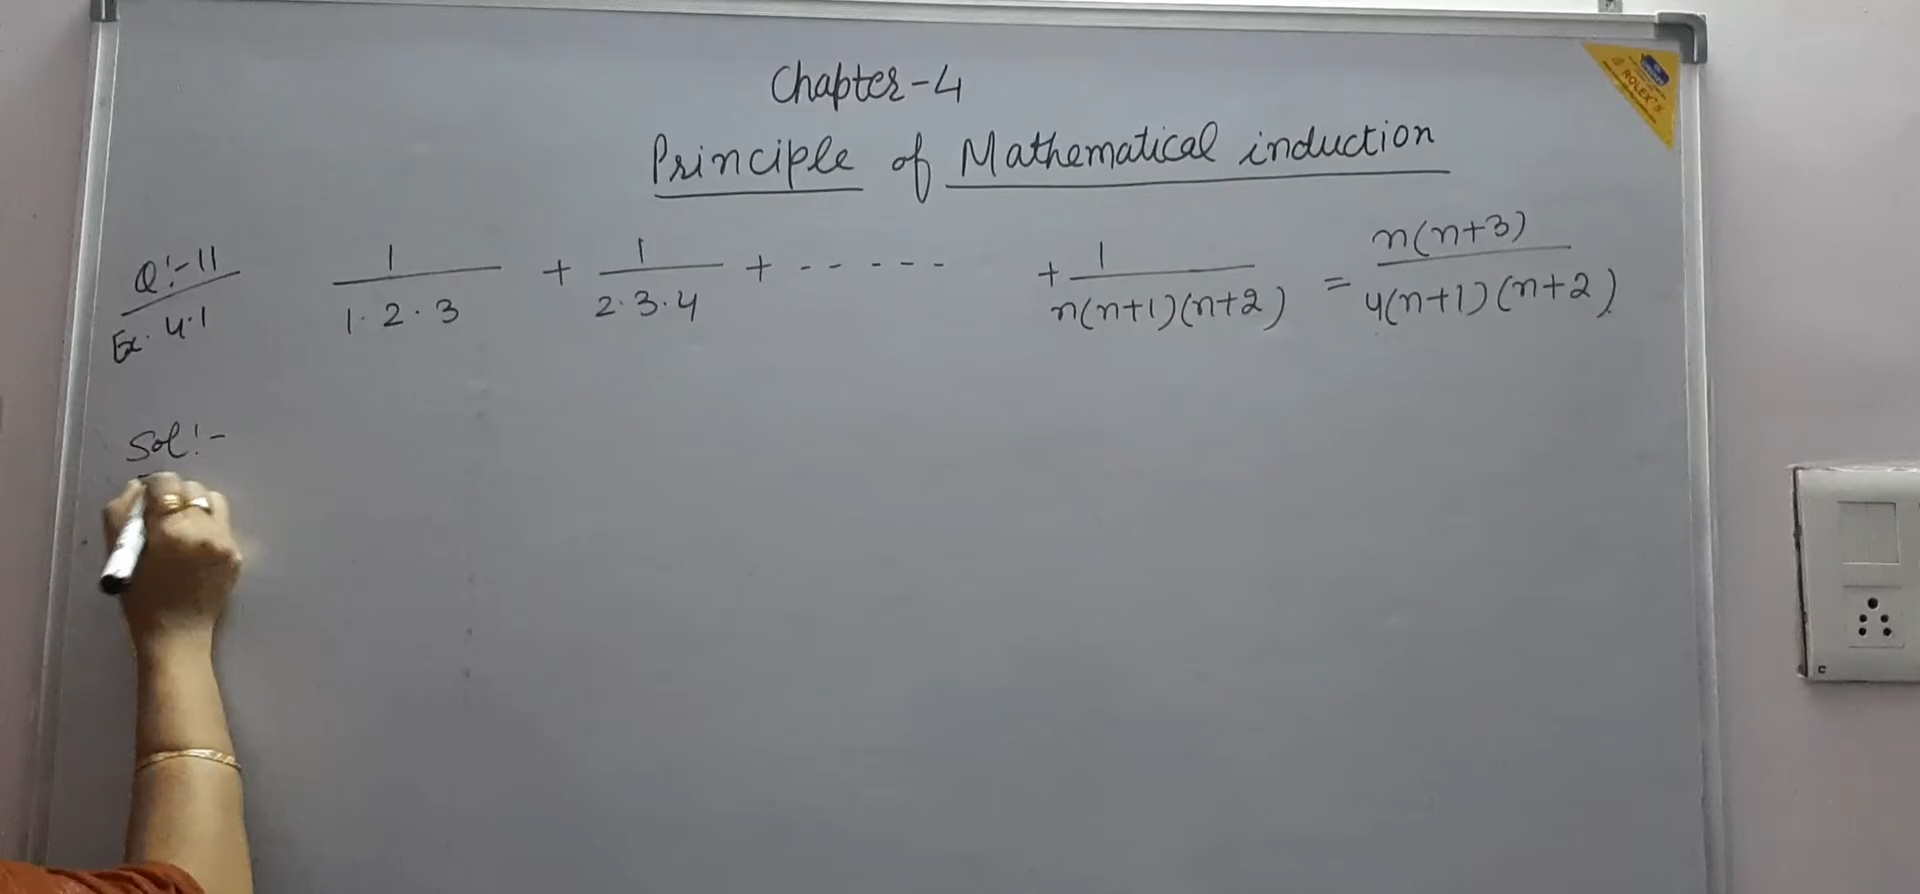 Chapter-4
Principle of Mathematical induction
Q!-11
Ex. 4.1
1/1.2.3 + 1/2.3.4 + ------ + 1/n(n+1)(n+2) = n(n+3)/4(n+1)(n+2)
Sol!-
ROLEX'S